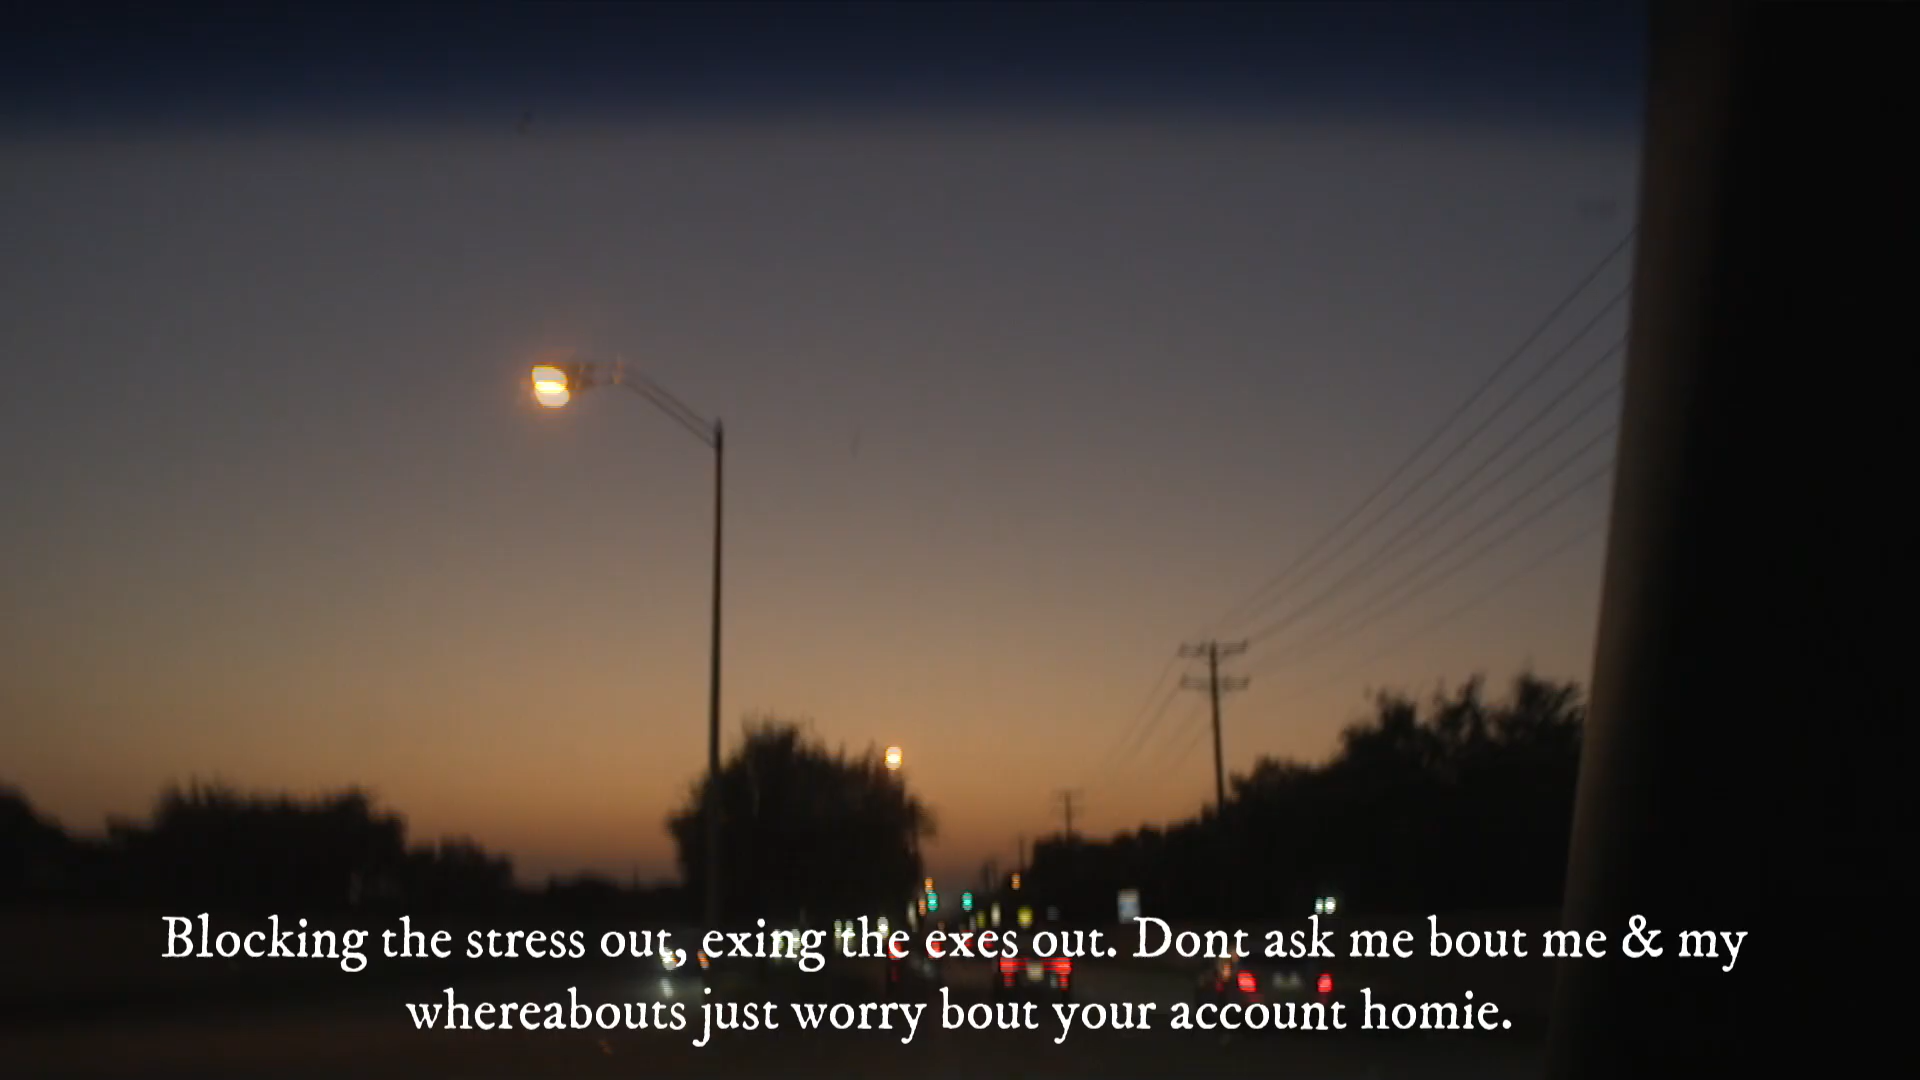 Blocking the stress out, exing the exes out. Dont ask me bout me & my
whereabouts just worry bout your account homie.